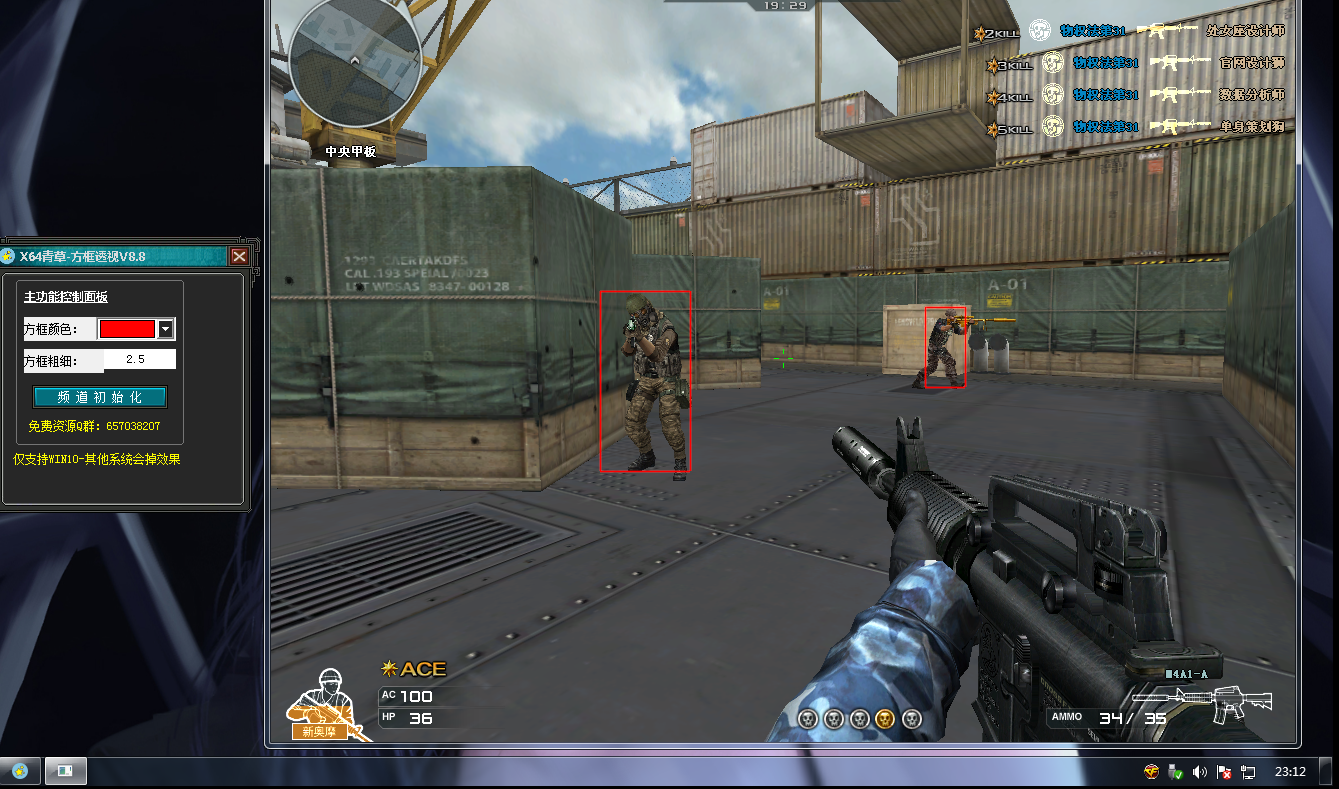 19:29
2KILL 物权法第31 处女座设计师
3KILL 物权法第31 官网设计狮
4KILL 物权法第31 数据分析师
5KILL 物权法第31 单身策划狗
中央甲板
X64青草-方框透视V8.8
主功能控制面板
方框颜色:
方框粗细: 2.5
频道初始化
免费资源Q群: 657038207
仅支持WIN10-其他系统会掉效果
1293 CAERTAKDFS
CAL .193 SPEIAL /0023
LET WDSAS 8347- 00128
A-01
A-01
ACE
AC 100
HP 36
新奥摩
M4A1-A
AMMO 34/ 35
23:12